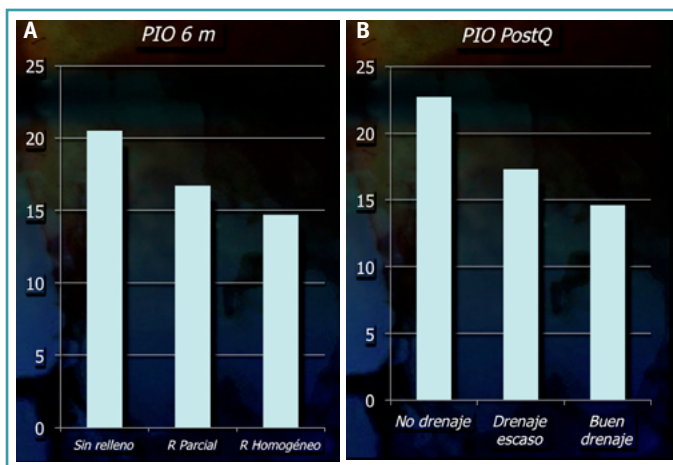 A
PIO 6 m
25
20
15
10
5
0
Sin relleno
R Parcial
R Homogéneo
B
PIO PostQ
25
20
15
10
5
0
No drenaje
Drenaje
escaso
Buen
drenaje